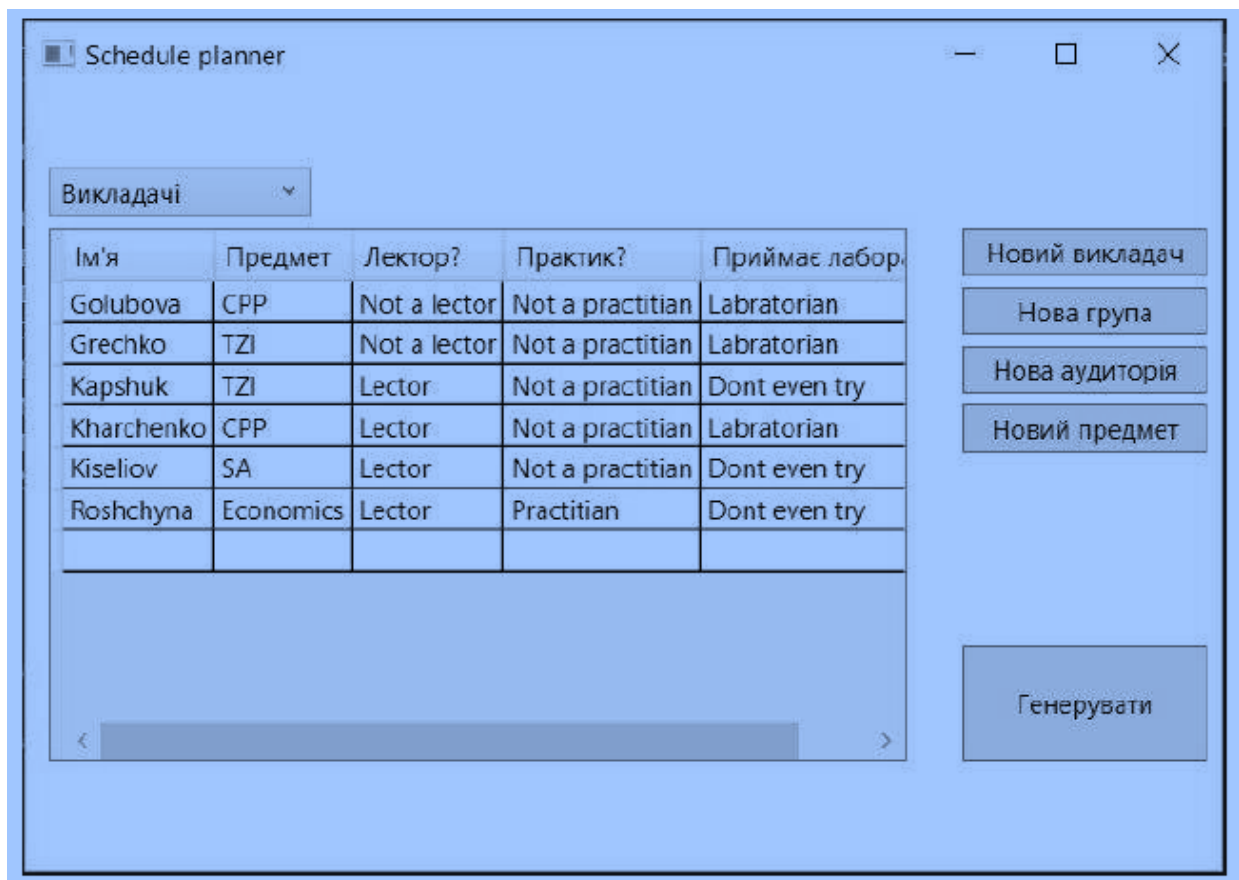 Schedule planner
Викладачі
Ім'я Предмет Лектор? Практик? Приймає лабор
Golubova CPP Not a lector Not a practitian Labratorian
Grechko TZI Not a lector Not a practitian Labratorian
Kapshuk TZI Lector Not a practitian Dont even try
Kharchenko CPP Lector Not a practitian Labratorian
Kiseliov SA Lector Not a practitian Dont even try
Roshchyna Economics Lector Practitian Dont even try
Новий викладач
Нова група
Нова аудиторія
Новий предмет
Генерувати